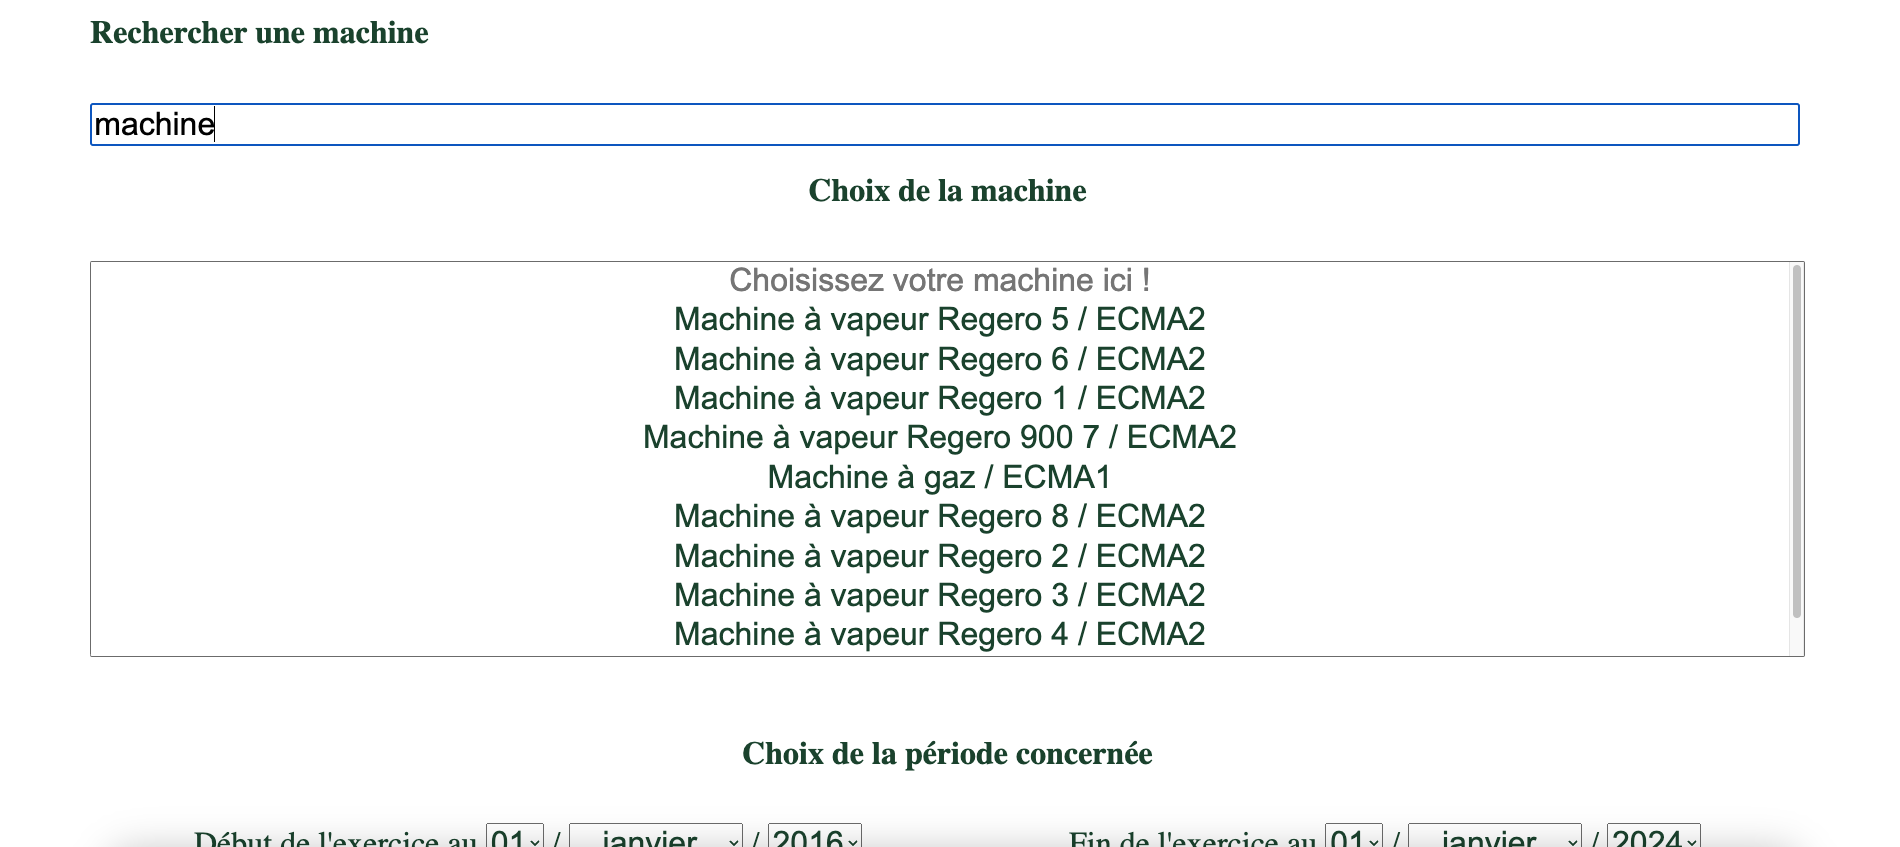 Rechercher une machine
machine
Choix de la machine
Choisissez votre machine ici !
Machine à vapeur Regero 5 / ECMA2
Machine à vapeur Regero 6 / ECMA2
Machine à vapeur Regero 1 / ECMA2
Machine à vapeur Regero 900 7 / ECMA2
Machine à gaz / ECMA1
Machine à vapeur Regero 8 / ECMA2
Machine à vapeur Regero 2 / ECMA2
Machine à vapeur Regero 3 / ECMA2
Machine à vapeur Regero 4 / ECMA2
Choix de la période concernée
Début de l'exercice au 01 / janvier / 2016 Fin de l'exercice au 01 / janvier / 2024